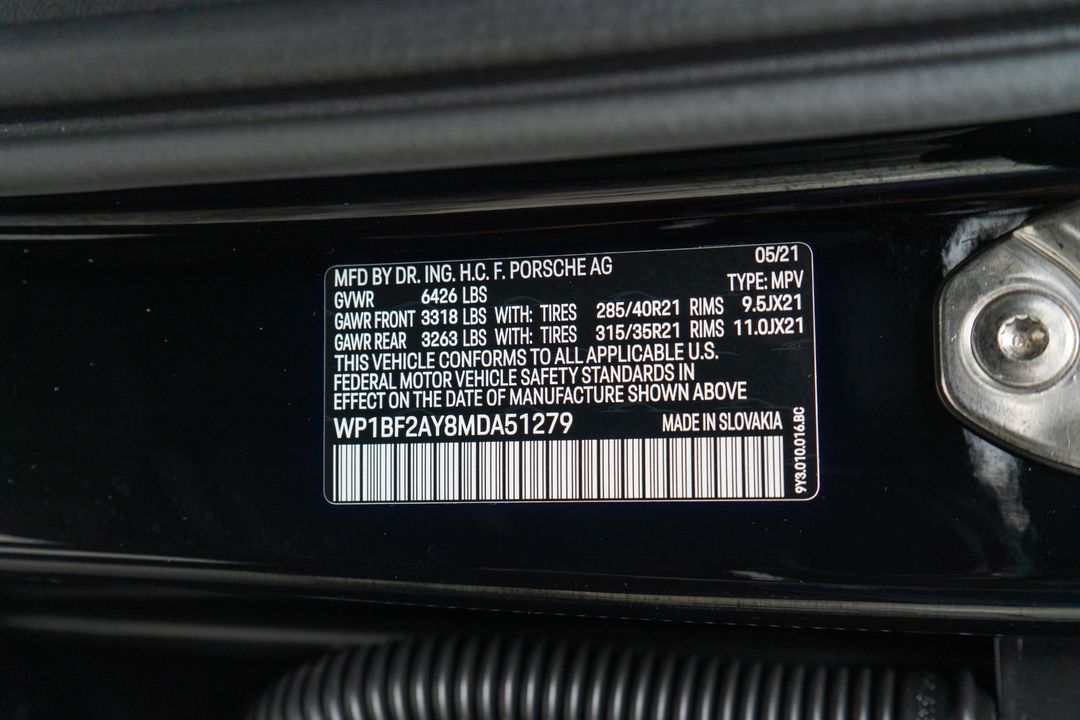 MFD BY DR. ING. H.C. F. PORSCHE AG 05/21
GVWR 6426 LBS TYPE: MPV
GAWR FRONT 3318 LBS WITH: TIRES 285/40R21 RIMS 9.5JX21
GAWR REAR 3263 LBS WITH: TIRES 315/35R21 RIMS 11.0JX21
THIS VEHICLE CONFORMS TO ALL APPLICABLE U.S.
FEDERAL MOTOR VEHICLE SAFETY STANDARDS IN
EFFECT ON THE DATE OF MANUFACTURE SHOWN ABOVE
WP1BF2AY8MDA51279 MADE IN SLOVAKIA
9Y3.010.016.BC